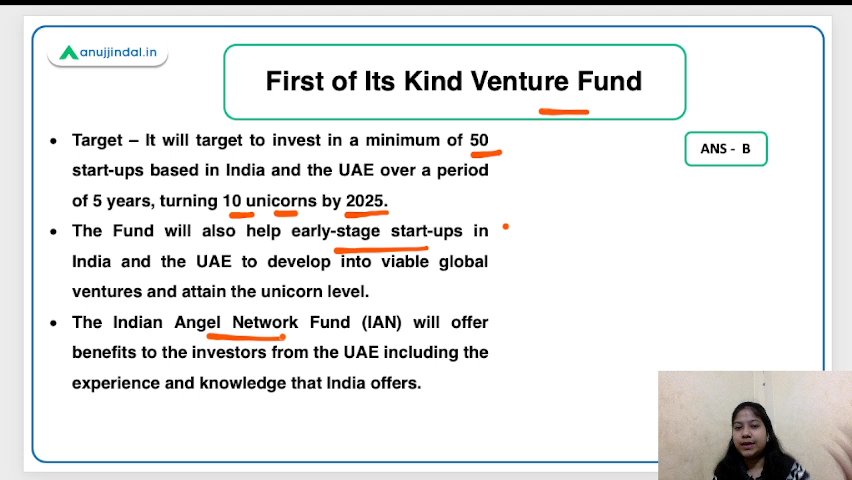 anujjindal.in
First of Its Kind Venture Fund
• Target – It will target to invest in a minimum of 50
start-ups based in India and the UAE over a period
of 5 years, turning 10 unicorns by 2025.
• The Fund will also help early-stage start-ups in
India and the UAE to develop into viable global
ventures and attain the unicorn level.
• The Indian Angel Network Fund (IAN) will offer
benefits to the investors from the UAE including the
experience and knowledge that India offers.
ANS - B